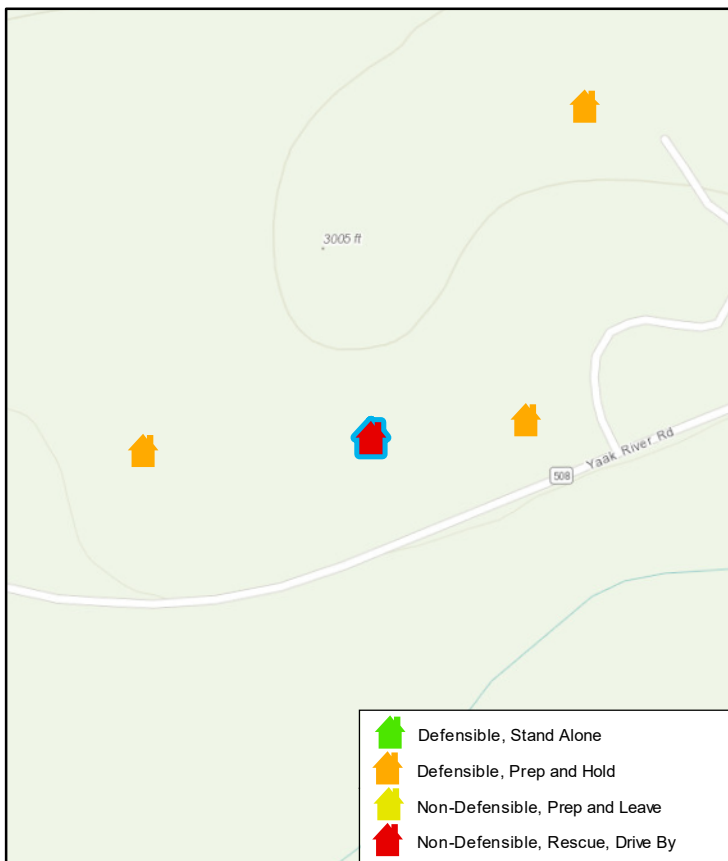 3005 ft
Yaak River Rd
508
Defensible, Stand Alone
Defensible, Prep and Hold
Non-Defensible, Prep and Leave
Non-Defensible, Rescue, Drive By